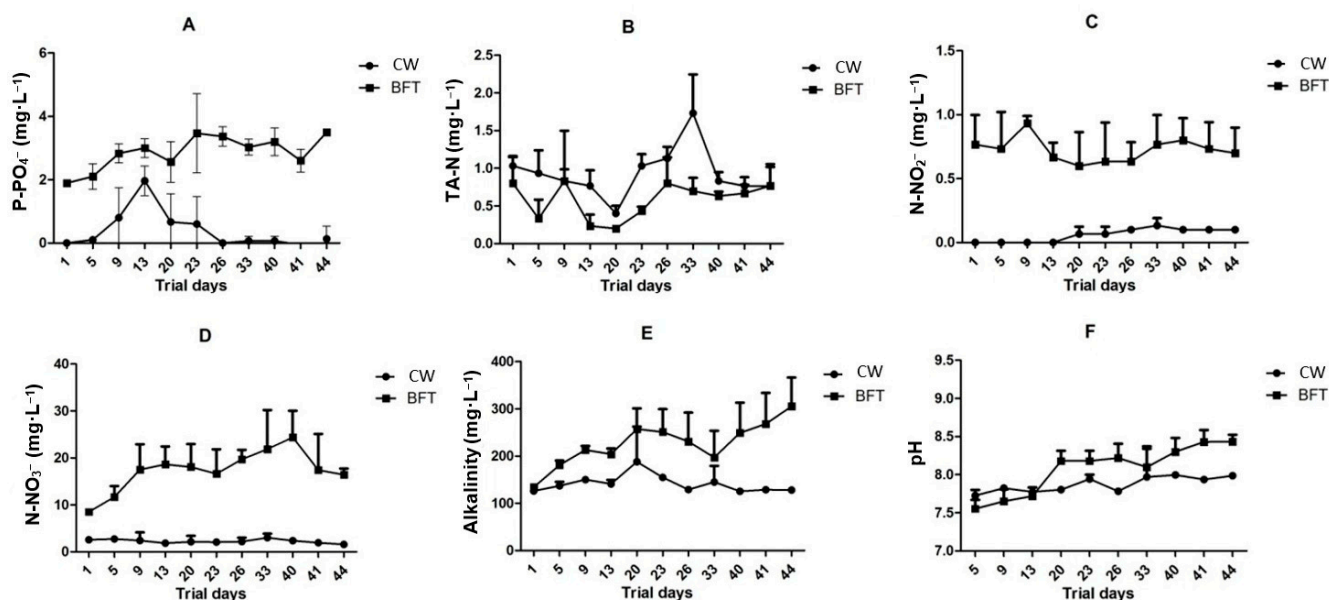 A
P-PO₄⁻ (mg·L⁻¹)
6
4
2
0
1 5 9 13 20 23 26 33 40 41 44
Trial days
CW
BFT
B
TA-N (mg·L⁻¹)
2.5
2.0
1.5
1.0
0.5
0.0
1 5 9 13 20 23 26 33 40 41 44
Trial days
CW
BFT
C
N-NO₂⁻ (mg·L⁻¹)
1.5
1.0
0.5
0.0
1 5 9 13 20 23 26 33 40 41 44
Trial days
CW
BFT
D
N-NO₃⁻ (mg·L⁻¹)
40
30
20
10
0
1 5 9 13 20 23 26 33 40 41 44
Trial days
CW
BFT
E
Alkalinity (mg·L⁻¹)
400
300
200
100
0
1 5 9 13 20 23 26 33 40 41 44
Trial days
CW
BFT
F
pH
9.5
9.0
8.5
8.0
7.5
7.0
5 9 13 20 23 26 33 40 41 44
Trial days
CW
BFT